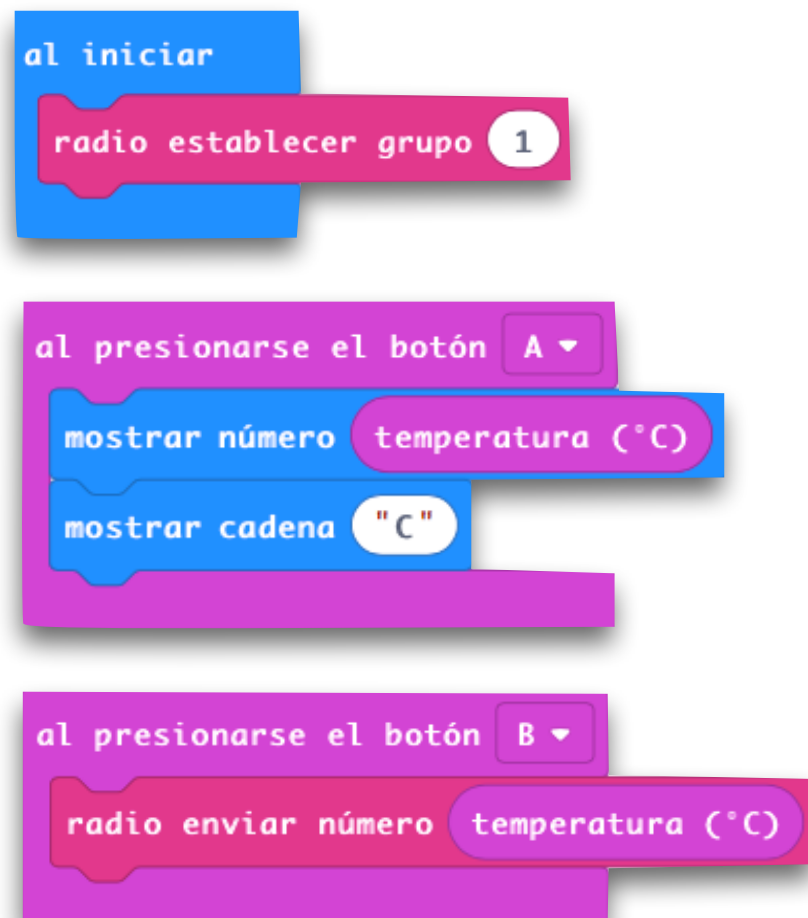 al iniciar
radio establecer grupo 1
al presionarse el botón A
mostrar número temperatura (°C)
mostrar cadena "C"
al presionarse el botón B
radio enviar número temperatura (°C)